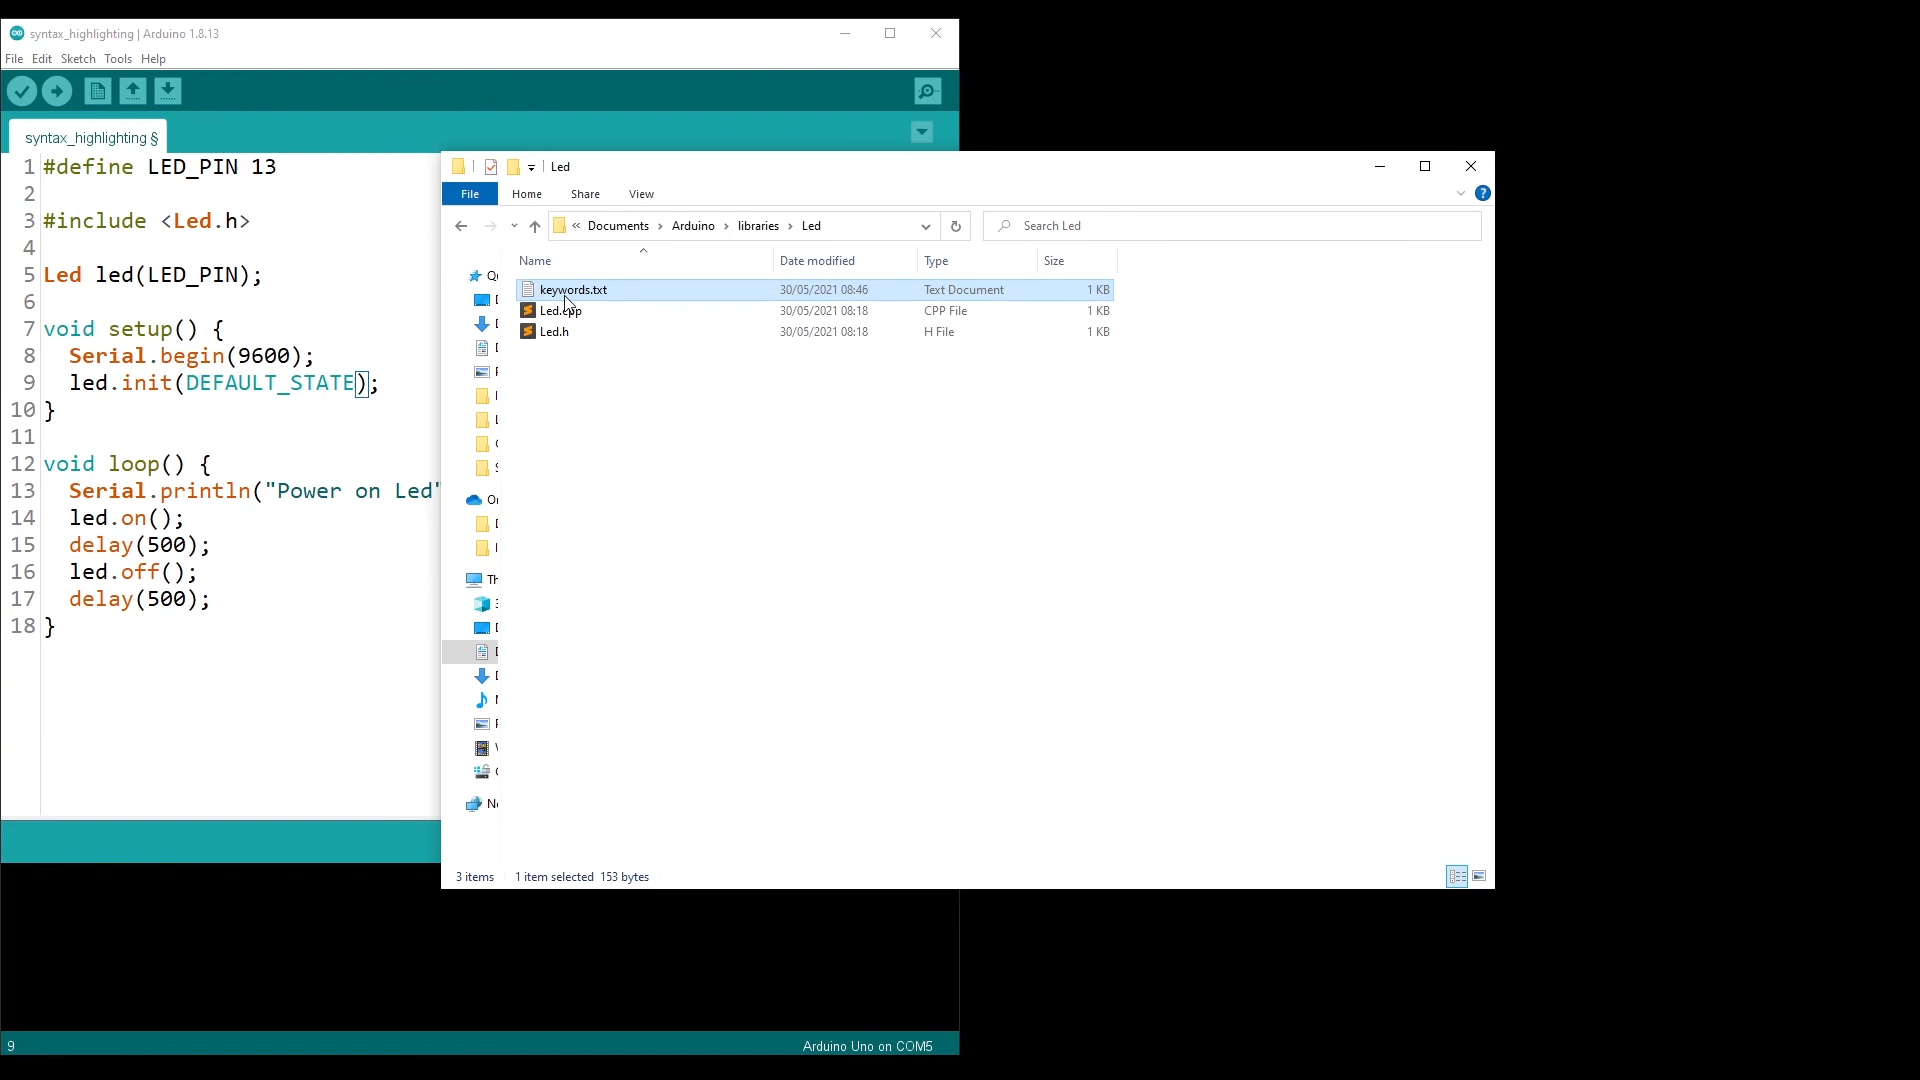 syntax_highlighting | Arduino 1.8.13
File Edit Sketch Tools Help
syntax_highlighting §
1 #define LED_PIN 13
2
3 #include <Led.h>
4
5 Led led(LED_PIN);
6
7 void setup() {
8 Serial.begin(9600);
9 led.init(DEFAULT_STATE);
10 }
11
12 void loop() {
13 Serial.println("Power on Led"
14 led.on();
15 delay(500);
16 led.off();
17 delay(500);
18 }
9
Arduino Uno on COM5
Led
File Home Share View
« Documents › Arduino › libraries › Led
Search Led
Name Date modified Type Size
keywords.txt 30/05/2021 08:46 Text Document 1 KB
Led.cpp 30/05/2021 08:18 CPP File 1 KB
Led.h 30/05/2021 08:18 H File 1 KB
3 items 1 item selected 153 bytes